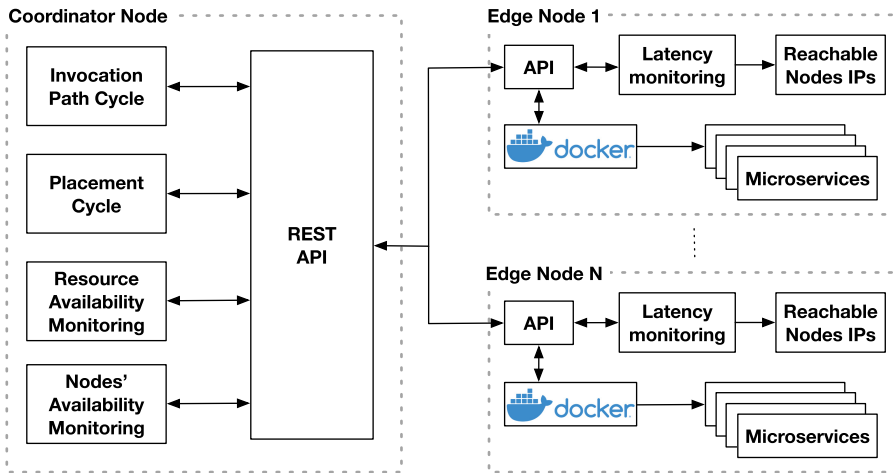 Coordinator Node
Invocation
Path Cycle
Placement
Cycle
Resource
Availability
Monitoring
Nodes'
Availability
Monitoring
REST
API
Edge Node 1
API
Latency
monitoring
Reachable
Nodes IPs
docker
Microservices
Edge Node N
API
Latency
monitoring
Reachable
Nodes IPs
docker
Microservices